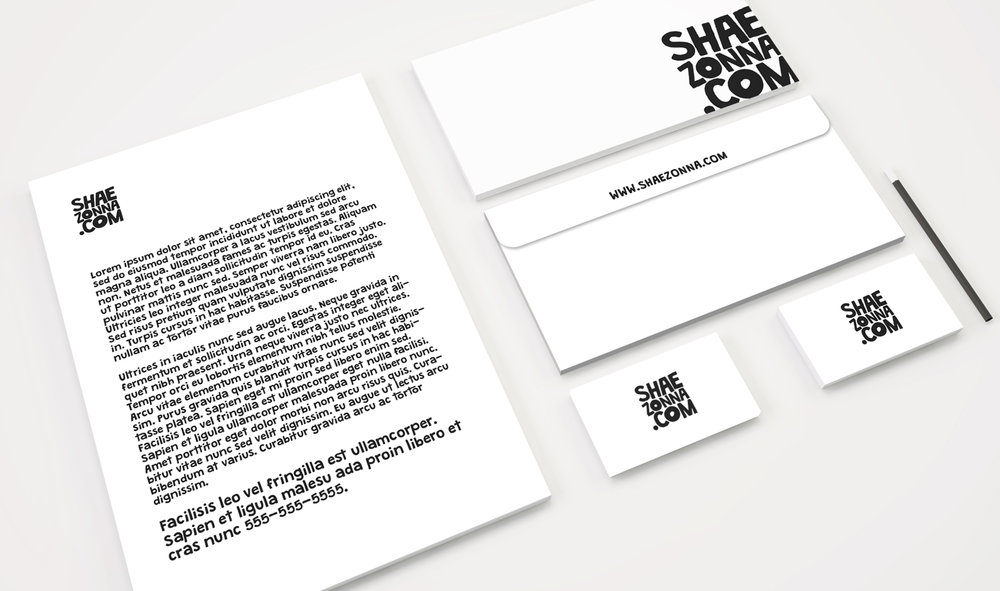 SHAE
ZONNA
.COM
Lorem ipsum dolor sit amet, consectetur adipiscing elit,
sed do eiusmod tempor incididunt ut labore et dolore
magna aliqua. Ullamcorper a lacus vestibulum sed arcu
non. Netus et malesuada fames ac turpis egestas. Aliquam
ut porttitor leo a diam sollicitudin tempor id eu. Cras
pulvinar mattis nunc sed. Semper viverra nam libero justo.
Ultricies leo integer malesuada nunc vel risus commodo.
Sed risus pretium quam vulputate dignissim suspendisse
in. Turpis cursus in hac habitasse. Suspendisse potenti
nullam ac tortor vitae purus faucibus ornare.
Ultrices in iaculis nunc sed augue lacus. Neque gravida in
fermentum et sollicitudin ac orci. Egestas integer eget ali-
quet nibh praesent. Urna neque viverra justo nec ultrices.
Tempor orci eu lobortis elementum nibh tellus molestie.
Arcu vitae elementum curabitur vitae nunc sed velit dignis-
sim. Purus gravida quis blandit turpis cursus in hac habi-
tasse platea. Sapien eget mi proin sed libero enim sed.
Facilisis leo vel fringilla est ullamcorper eget nulla facilisi.
Sapien et ligula ullamcorper malesuada proin libero nunc.
Amet porttitor eget dolor morbi non arcu risus quis. Cura-
bitur vitae nunc sed velit dignissim. Eu augue ut lectus arcu
bibendum at varius. Curabitur gravida arcu ac tortor
dignissim.
Facilisis leo vel fringilla est ullamcorper.
Sapien et ligula malesu ada proin libero et
cras nunc 555-555-5555.
SHAE
ZONNA
.COM
WWW.SHAEZONNA.COM
SHAE
ZONNA
.COM
SHAE
ZONNA
.COM